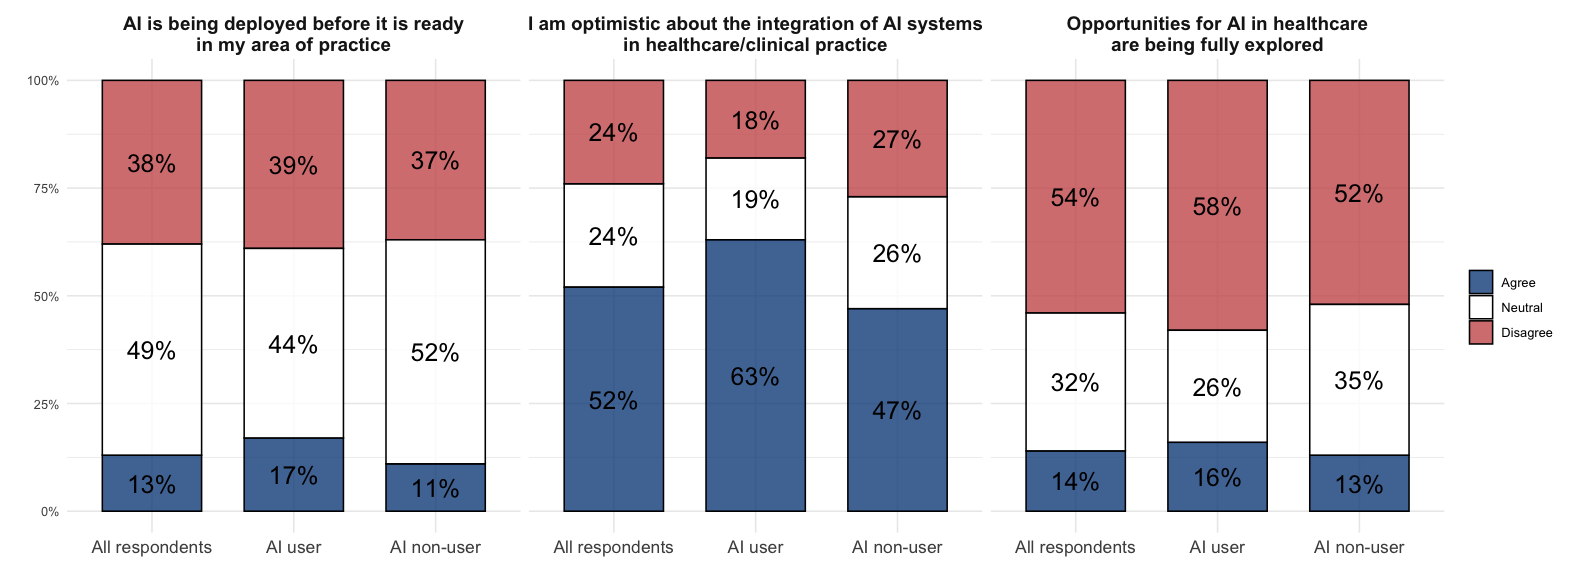 AI is being deployed before it is ready
in my area of practice
I am optimistic about the integration of AI systems
in healthcare/clinical practice
Opportunities for AI in healthcare
are being fully explored
100%
75%
50%
25%
0%
38%
49%
13%
39%
44%
17%
37%
52%
11%
24%
24%
52%
18%
19%
63%
27%
26%
47%
54%
32%
14%
58%
26%
16%
52%
35%
13%
All respondents
AI user
AI non-user
All respondents
AI user
AI non-user
All respondents
AI user
AI non-user
Agree
Neutral
Disagree